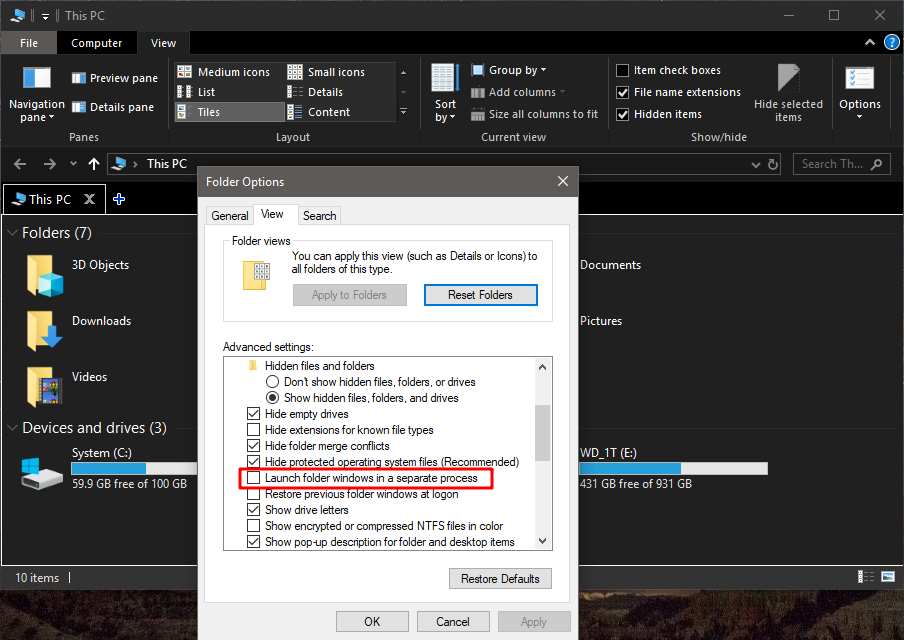 This PC
File
Computer
View
Navigation pane
Preview pane
Details pane
Panes
Medium icons
Small icons
List
Details
Tiles
Content
Layout
Sort by
Group by
Add columns
Size all columns to fit
Current view
Item check boxes
File name extensions
Hidden items
Hide selected items
Show/hide
Options
This PC
Search Th...
This PC
Folders (7)
3D Objects
Downloads
Videos
Devices and drives (3)
System (C:)
59.9 GB free of 100 GB
Documents
Pictures
WD_1T (E:)
431 GB free of 931 GB
10 items
Folder Options
General
View
Search
Folder views
You can apply this view (such as Details or Icons) to
all folders of this type.
Apply to Folders
Reset Folders
Advanced settings:
Hidden files and folders
Don't show hidden files, folders, or drives
Show hidden files, folders, and drives
Hide empty drives
Hide extensions for known file types
Hide folder merge conflicts
Hide protected operating system files (Recommended)
Launch folder windows in a separate process
Restore previous folder windows at logon
Show drive letters
Show encrypted or compressed NTFS files in color
Show pop-up description for folder and desktop items
Restore Defaults
OK
Cancel
Apply